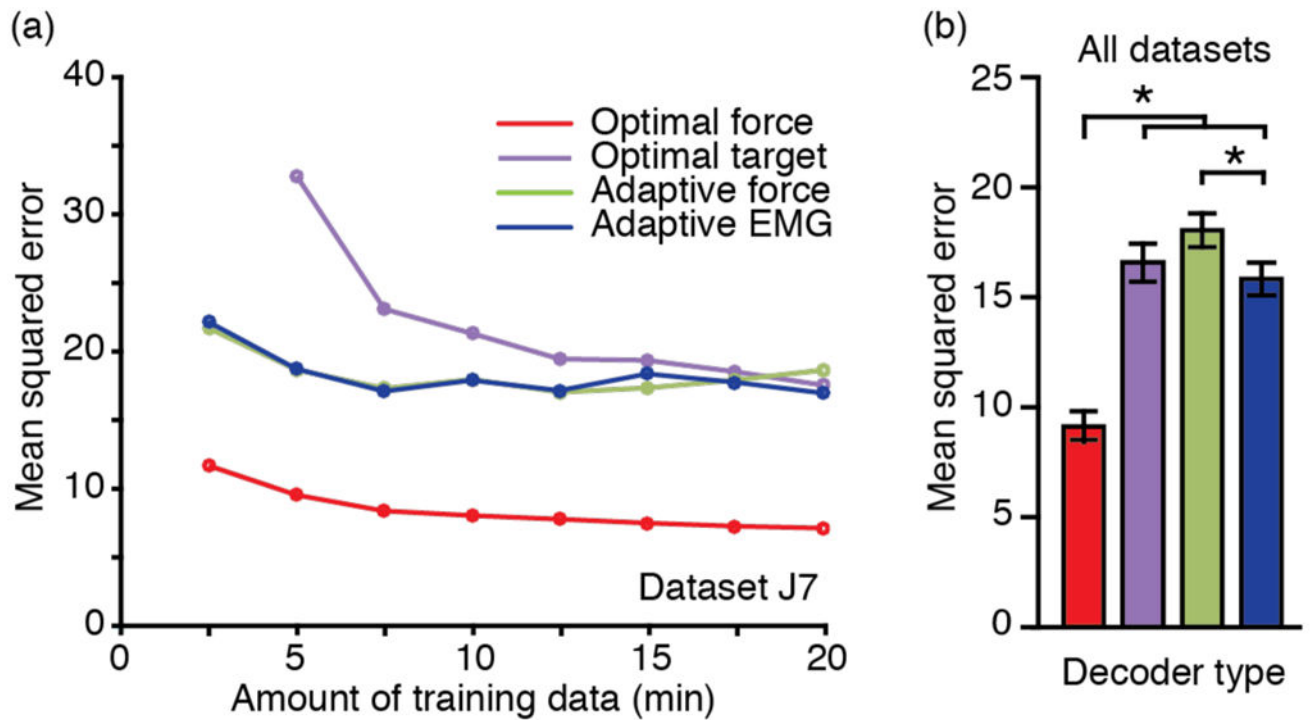 (a)
40
30
20
10
0
Mean squared error
Optimal force
Optimal target
Adaptive force
Adaptive EMG
Dataset J7
0 5 10 15 20
Amount of training data (min)
(b)
All datasets
25
20
15
10
5
0
Mean squared error
*
*
Decoder type